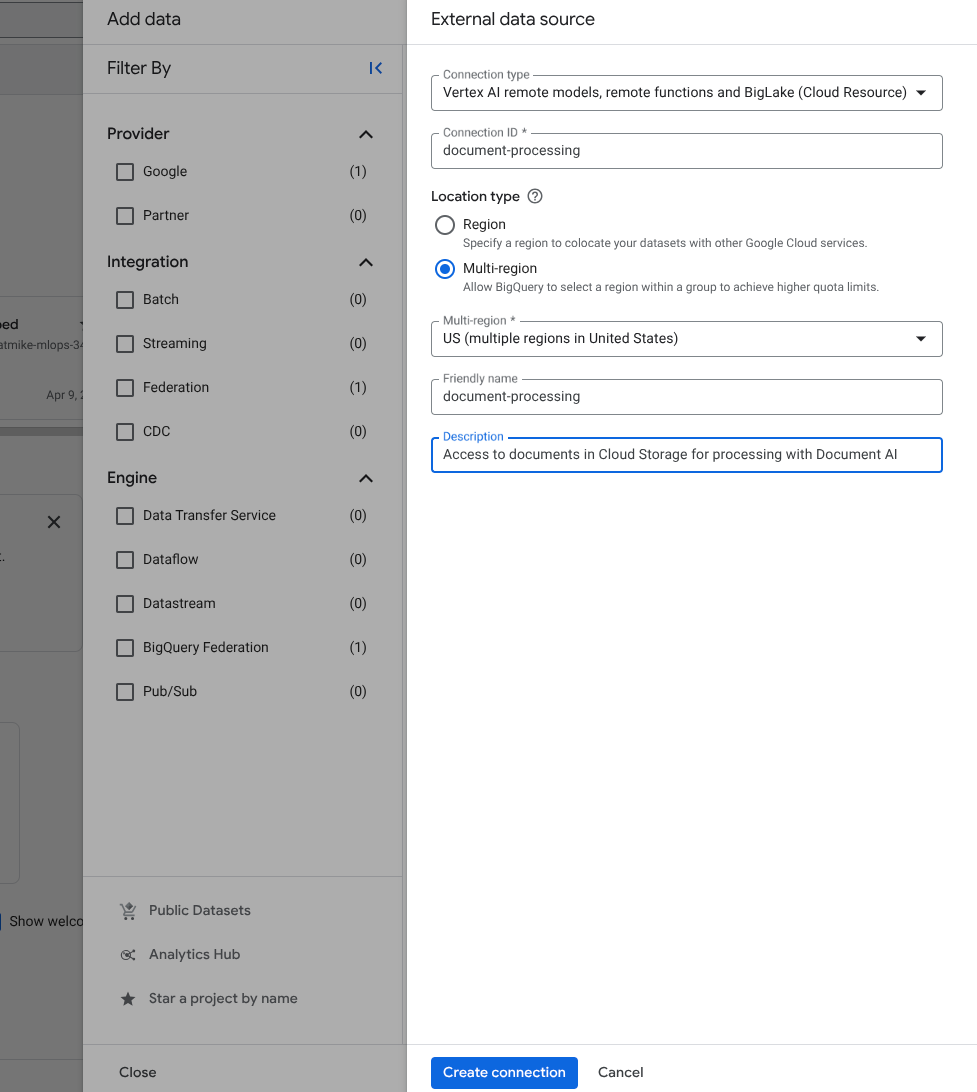 Add data
Filter By
Provider
Google (1)
Partner (0)
Integration
Batch (0)
Streaming (0)
Federation (1)
CDC (0)
Engine
Data Transfer Service (0)
Dataflow (0)
Datastream (0)
BigQuery Federation (1)
Pub/Sub (0)
Public Datasets
Analytics Hub
Star a project by name
Close
Apr 9,
Show
External data source
Connection type
Vertex AI remote models, remote functions and BigLake (Cloud Resource)
Connection ID *
document-processing
Location type
Region
Specify a region to colocate your datasets with other Google Cloud services.
Multi-region
Allow BigQuery to select a region within a group to achieve higher quota limits.
Multi-region *
US (multiple regions in United States)
Friendly name
document-processing
Description
Access to documents in Cloud Storage for processing with Document AI
Create connection
Cancel